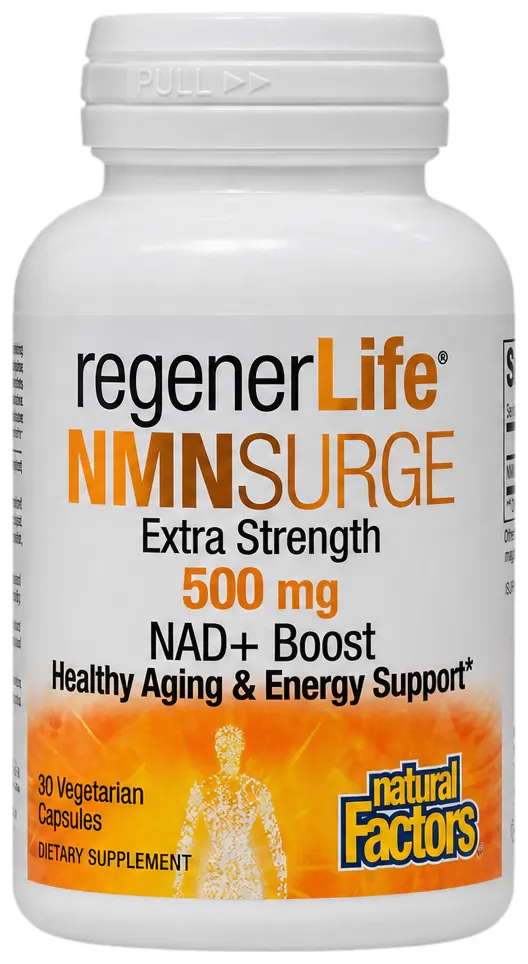 PULL >>
regenerLife®
NMNSURGE
Extra Strength
500 mg
NAD+ Boost
Healthy Aging & Energy Support*
30 Vegetarian
Capsules
DIETARY SUPPLEMENT
natural
Factors®